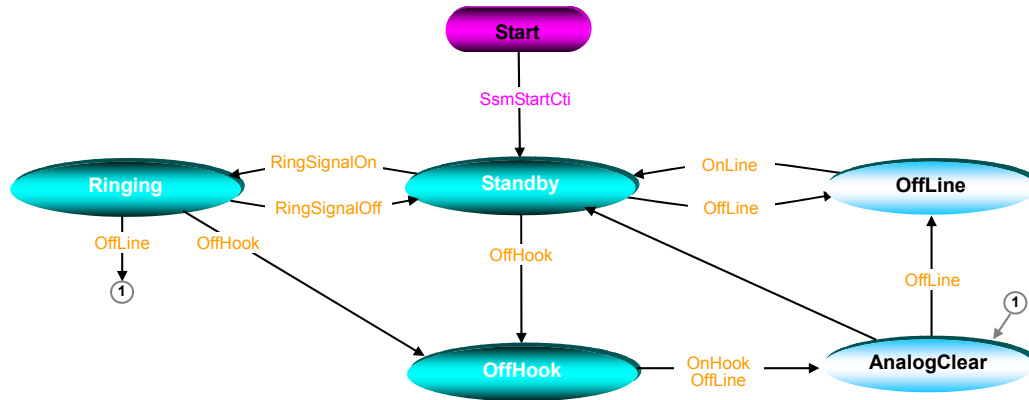 Start
SsmStartCti
RingSignalOn
OnLine
Ringing
Standby
OffLine
RingSignalOff
OffLine
OffLine
OffHook
OffHook
OffLine
1
1
OffHook
OnHook
OffLine
AnalogClear